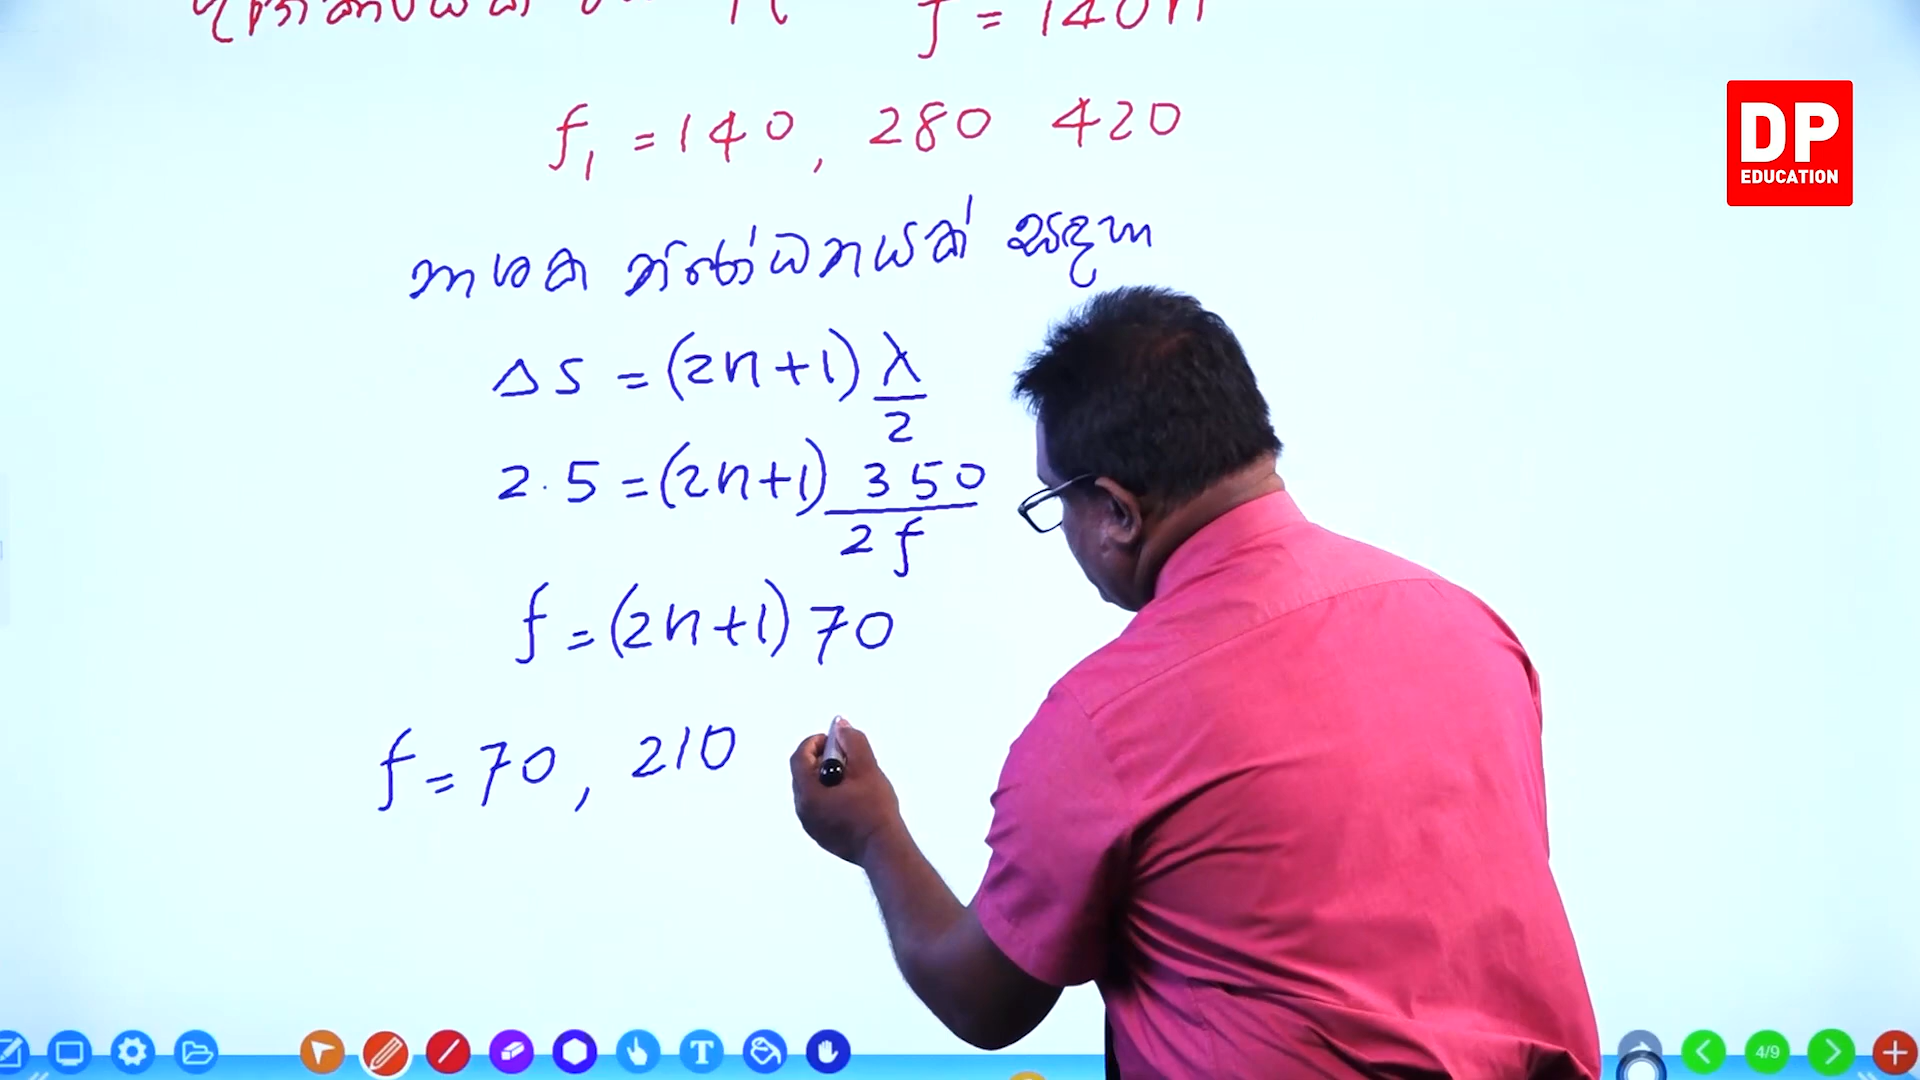 f = 140n
f₁ = 140, 280 420
නාශක නිරෝධනයක් සඳහා
Δs = (2n+1) λ/2
2.5 = (2n+1) 350/2f
f = (2n+1) 70
f = 70, 210
DP
EDUCATION
T
4/9